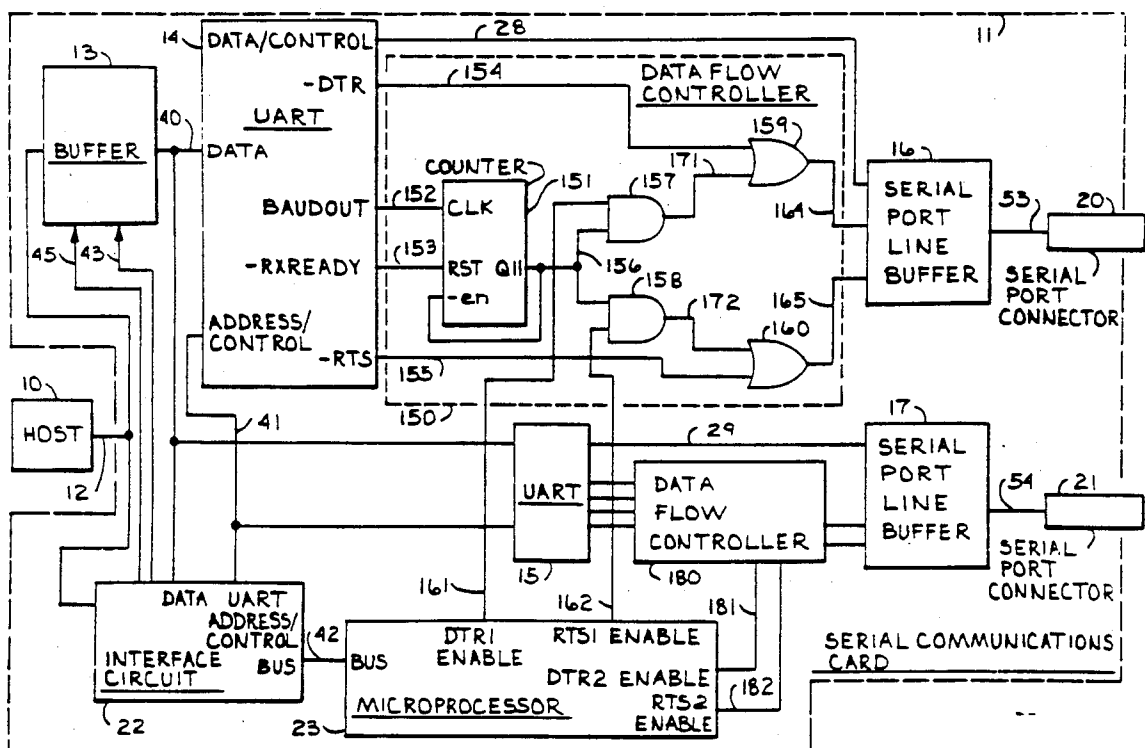 11
28
14
DATA/CONTROL
13
154
DATA FLOW
CONTROLLER
-DTR
159
40
UART
COUNTER
171
16
BUFFER
DATA
151
157
SERIAL
PORT
LINE
BUFFER
20
BAUDOUT
152
CLK
164
53
45
43
153
156
SERIAL
PORT
CONNECTOR
-RXREADY
RST
Q11
158
165
-en
172
ADDRESS/
CONTROL
160
-RTS
155
10
150
17
HOST
41
29
SERIAL
PORT
LINE
BUFFER
21
12
UART
DATA
FLOW
CONTROLLER
54
15
161
162
180
SERIAL
PORT
CONNECTOR
181
DATA
UART
ADDRESS/
CONTROL
BUS
42
INTERFACE
CIRCUIT
22
BUS
DTR1
ENABLE
RTS1 ENABLE
DTR2 ENABLE
RTS2
ENABLE
182
MICROPROCESSOR
23
SERIAL COMMUNICATIONS
CARD